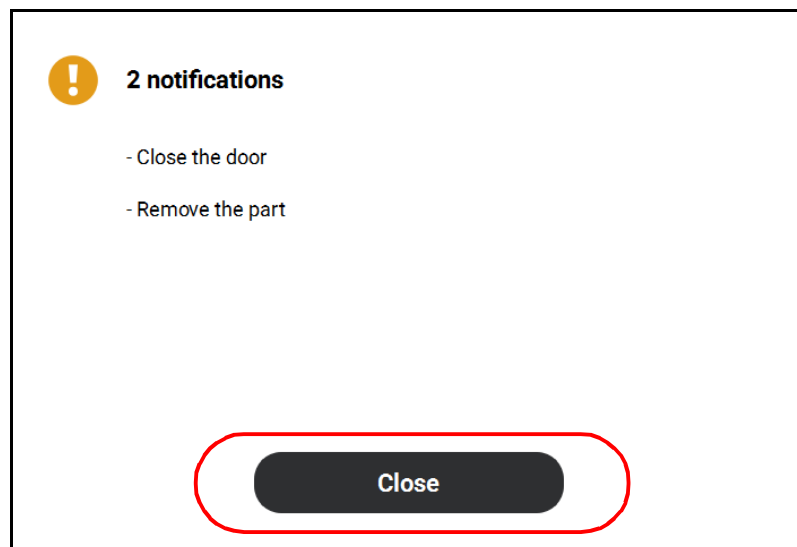 2 notifications
- Close the door
- Remove the part
Close